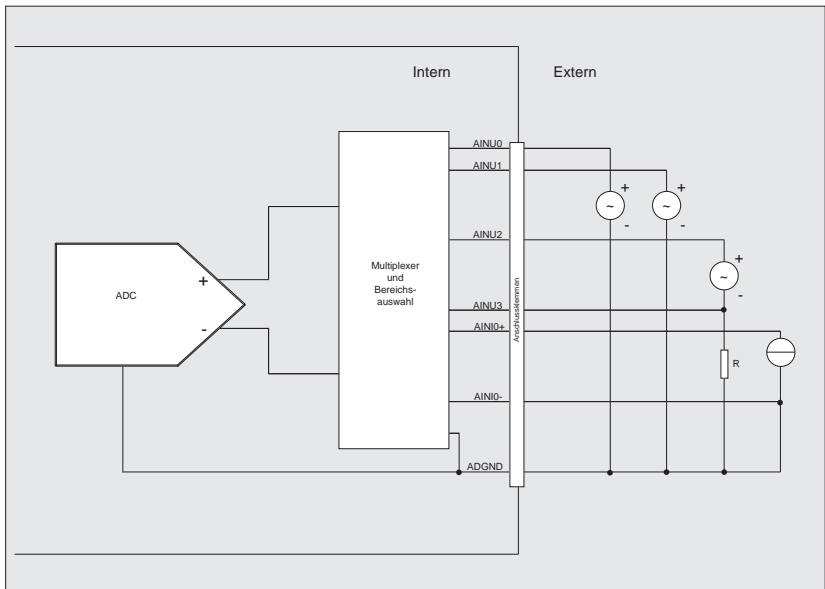 Intern
Extern
AINU0
AINU1
+
+
~
~
-
-
AINU2
Multiplexer
und
Bereichs-
auswahl
+
~
-
ADC
+
-
AINU3
AINI0+
Anschlussklemmen
R
AINI0-
ADGND